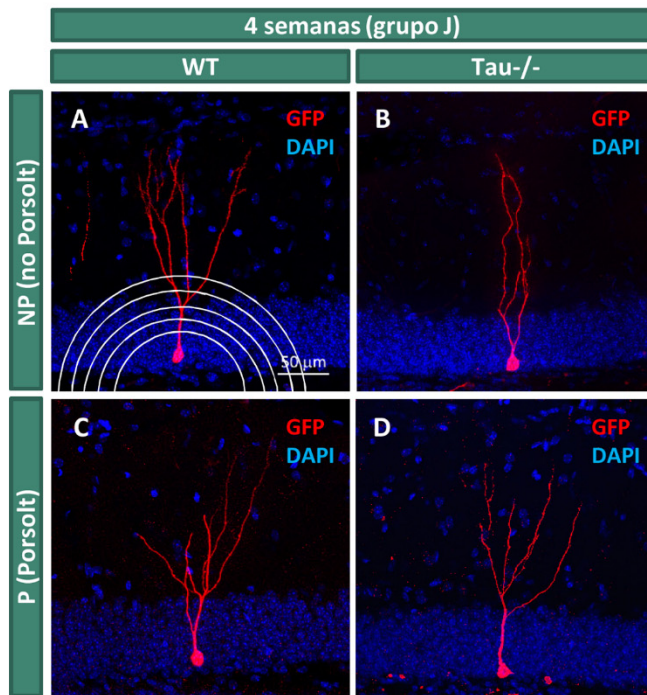 4 semanas (grupo J)
WT
Tau-/-
NP (no Porsolt)
A
GFP
DAPI
50 μm
B
GFP
DAPI
P (Porsolt)
C
GFP
DAPI
D
GFP
DAPI